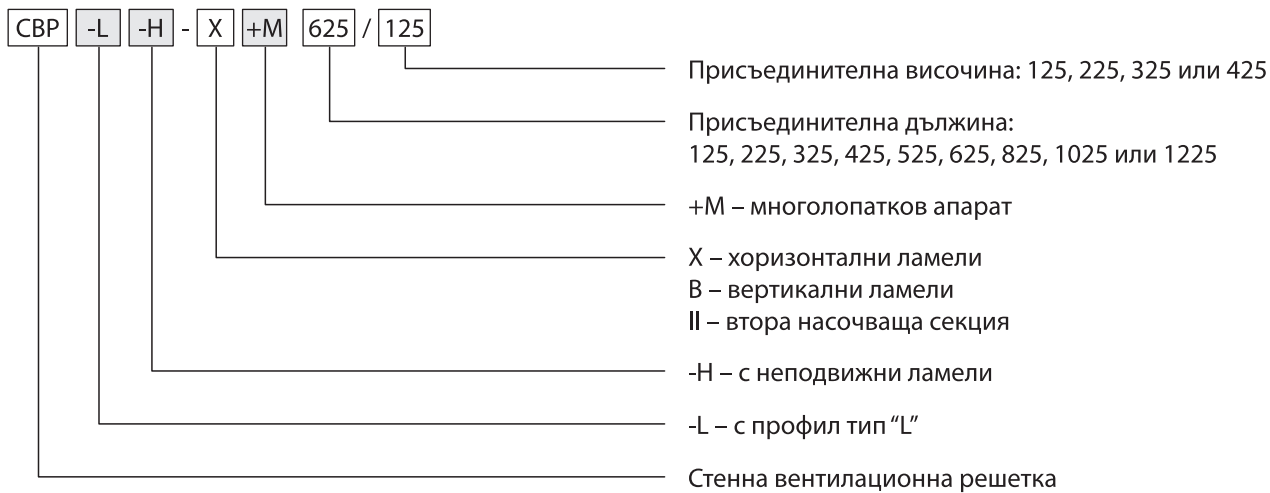 СВР -L -Н - Х +М 625 / 125
Присъединителна височина: 125, 225, 325 или 425
Присъединителна дължина:
125, 225, 325, 425, 525, 625, 825, 1025 или 1225
+М – многолопатков апарат
Х – хоризонтални ламели
В – вертикални ламели
II – втора насочваща секция
-Н – с неподвижни ламели
-L – с профил тип “L”
Стенна вентилационна решетка